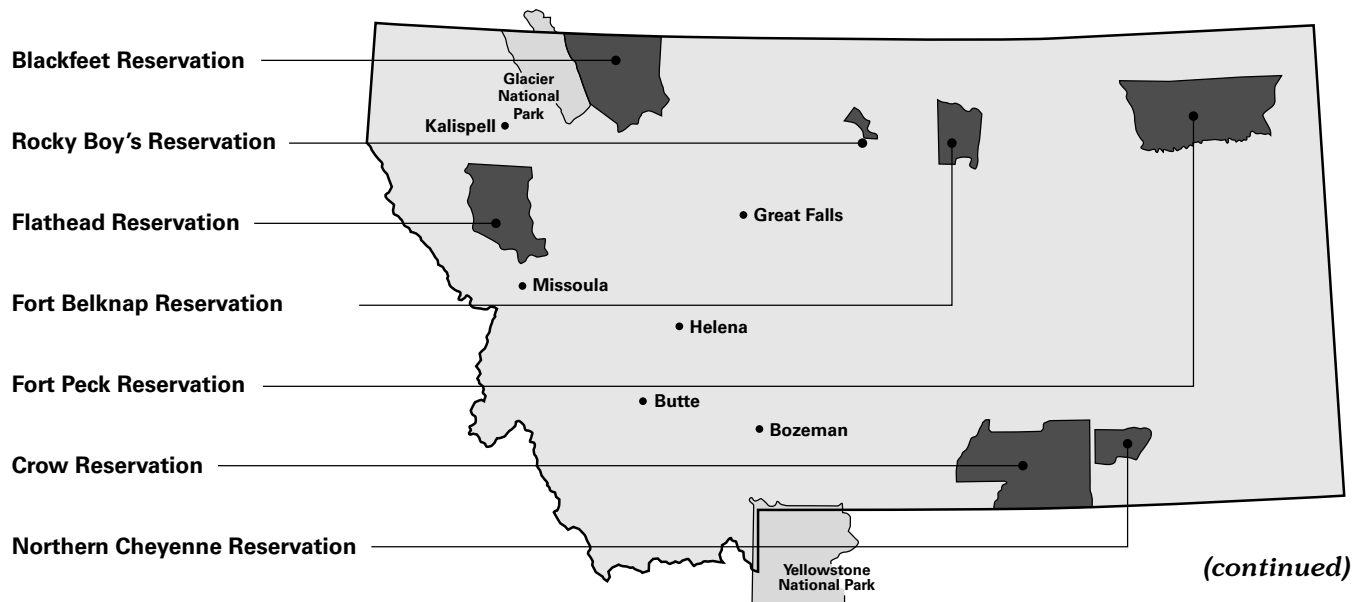 Blackfeet Reservation
Glacier
National
Park
Kalispell
Rocky Boy's Reservation
Flathead Reservation
Great Falls
Missoula
Fort Belknap Reservation
Helena
Fort Peck Reservation
Butte
Bozeman
Crow Reservation
Northern Cheyenne Reservation
Yellowstone
National Park
(continued)